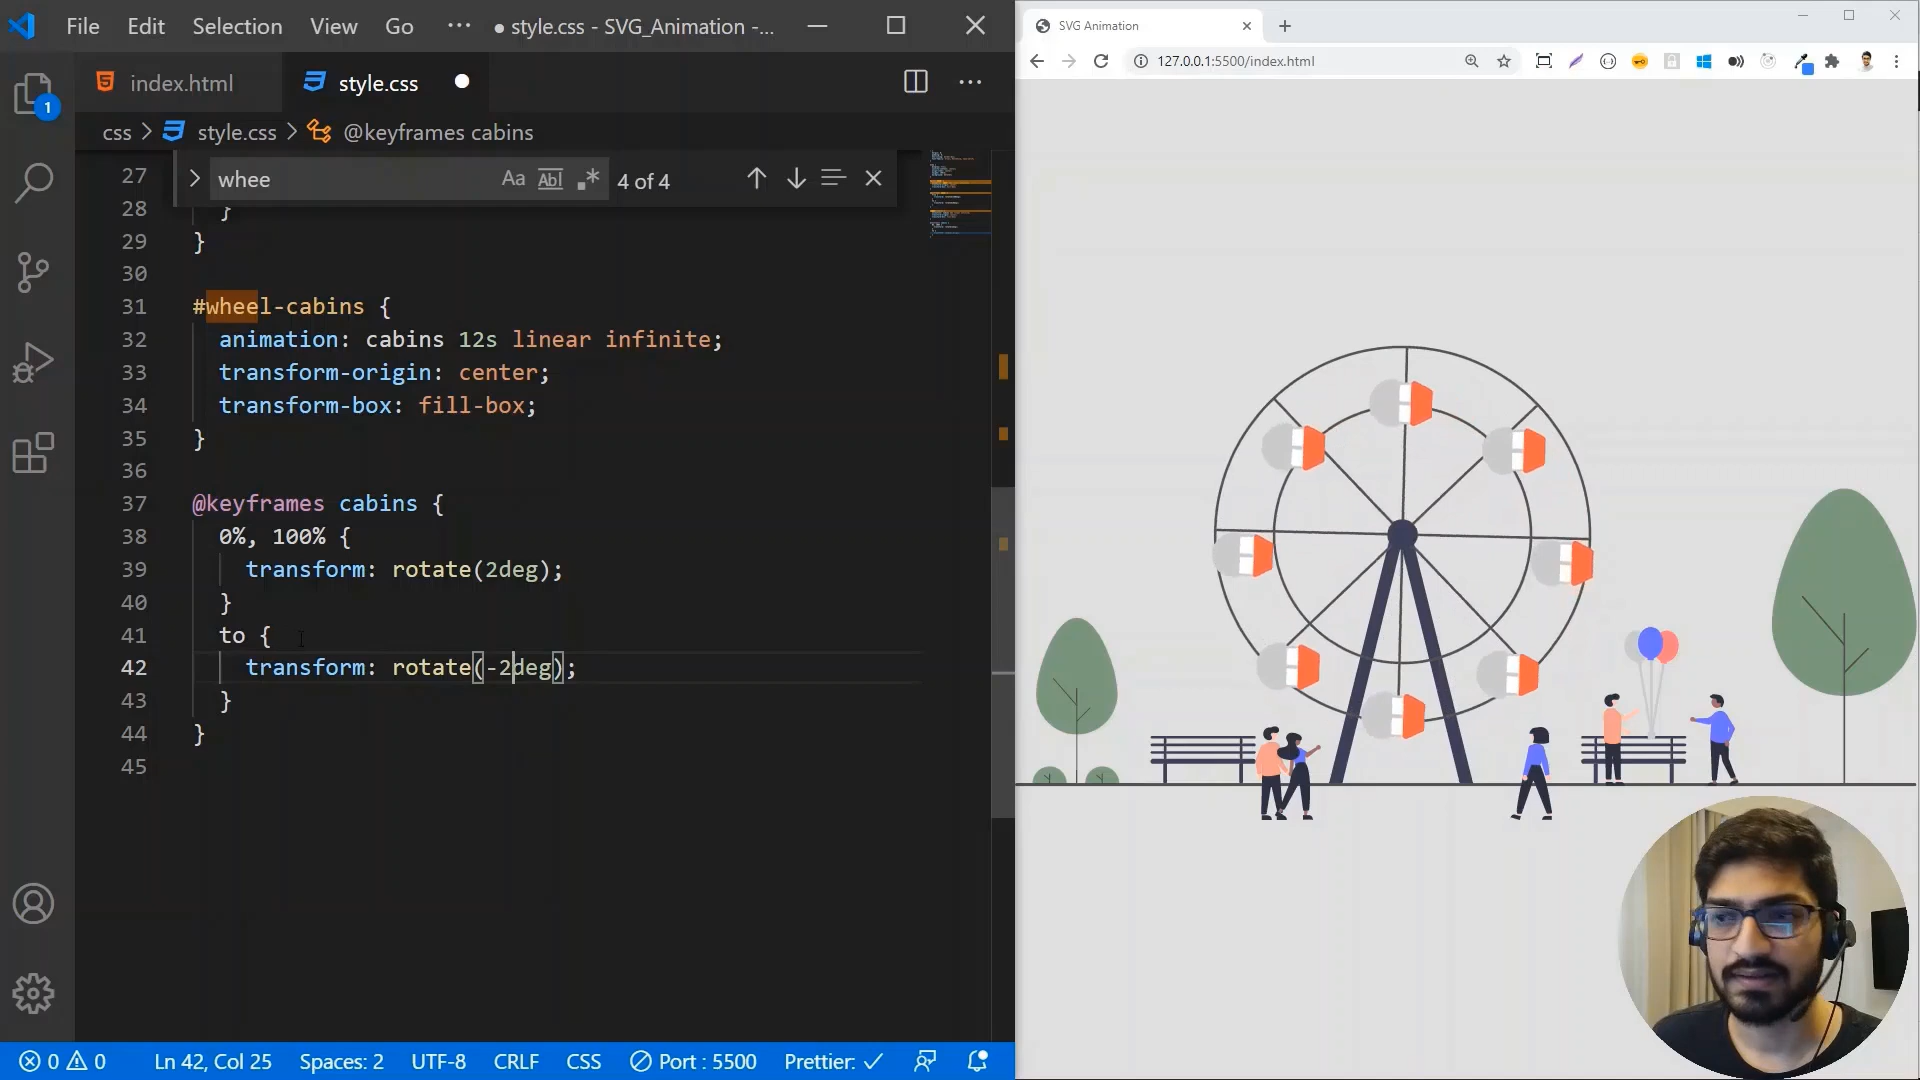 File Edit Selection View Go ··· ● style.css - SVG_Animation -...
index.html style.css ●
css > style.css > @keyframes cabins
whee Aa Abl .* 4 of 4
27
28 }
29 }
30
31 #wheel-cabins {
32 animation: cabins 12s linear infinite;
33 transform-origin: center;
34 transform-box: fill-box;
35 }
36
37 @keyframes cabins {
38 0%, 100% {
39 transform: rotate(2deg);
40 }
41 to {
42 transform: rotate(-2deg);
43 }
44 }
45
1
0 0 Ln 42, Col 25 Spaces: 2 UTF-8 CRLF CSS Port : 5500 Prettier: ✓
SVG Animation
127.0.0.1:5500/index.html